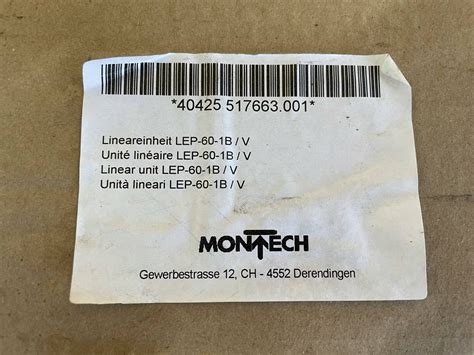 *40425 517663.001*
Lineareinheit LEP-60-1B / V
Unité linéaire LEP-60-1B / V
Linear unit LEP-60-1B / V
Unità lineari LEP-60-1B / V
MONTECH
Gewerbestrasse 12, CH - 4552 Derendingen